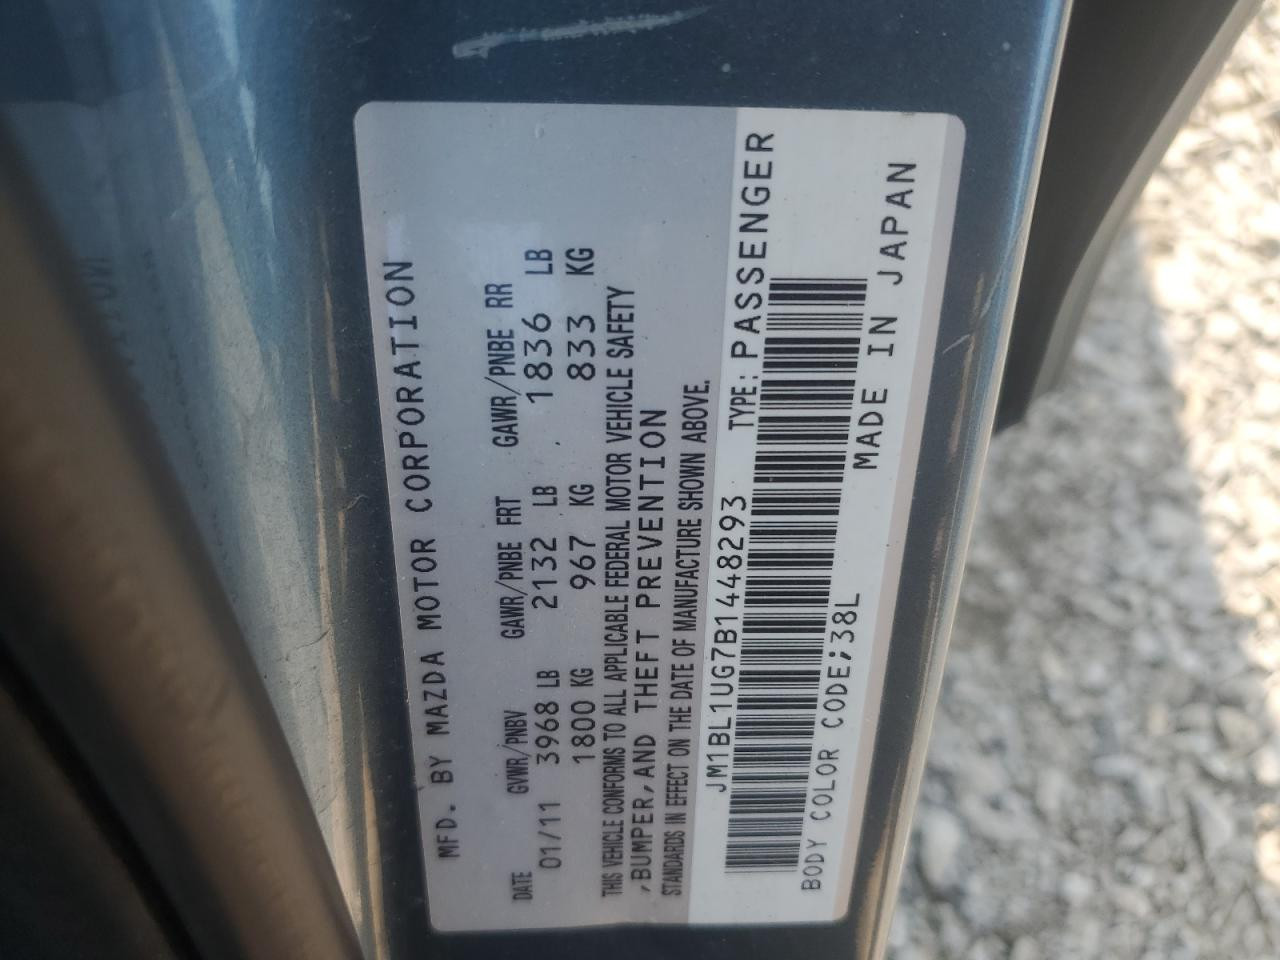 MFD. BY MAZDA MOTOR CORPORATION
DATE GVWR/PNBV GAWR/PNBE FRT GAWR/PNBE RR
01/11 3968 LB 2132 LB , 1836 LB
1800 KG 967 KG 833 KG
THIS VEHICLE CONFORMS TO ALL APPLICABLE FEDERAL MOTOR VEHICLE SAFETY
,BUMPER,AND THEFT PREVENTION
STANDARDS IN EFFECT ON THE DATE OF MANUFACTURE SHOWN ABOVE.
JM1BL1UG7B1448293 TYPE: PASSENGER
BODY COLOR CODE;38L MADE IN JAPAN